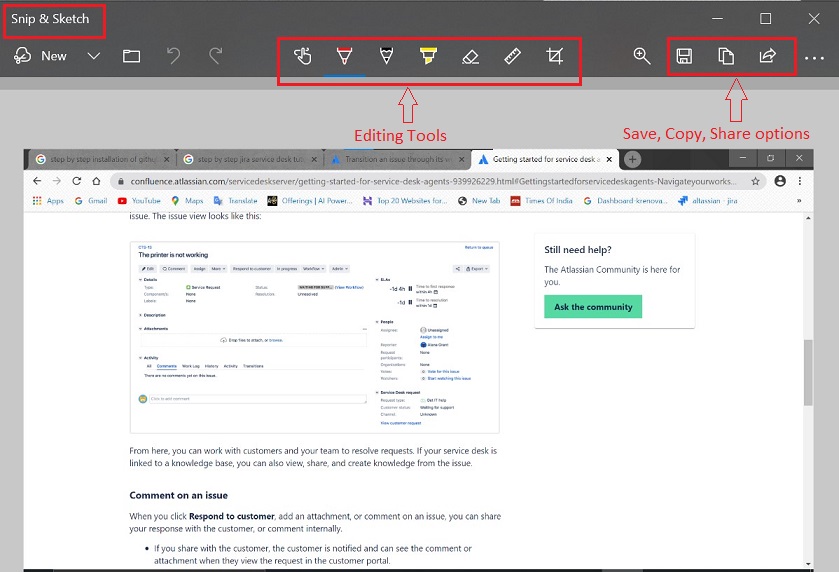 Snip & Sketch
New
Editing Tools
Save, Copy, Share options
step by step installation of githu
step by step jira service desk tut
Transition an issue through its w
Getting started for service desk a
confluence.atlassian.com/servicedeskserver/getting-started-for-service-desk-agents-939926229.html#Gettingstartedforservicedeskagents-Navigateyourworks...
Apps Gmail YouTube Maps Translate Offerings | AI Power... Top 20 Websites for... New Tab Times Of India Dashboard-krenova... altassian - jira »
issue. The issue view looks like this:
Return to queue
The printer is not working
Edit Comment Assign More Respond to customer In progress Workflow Admin Export
Details
Type: Service Request
Status: (View Workflow)
Component/s: None
Resolution: Unresolved
Labels: None
Description
Attachments
Drop files to attach, or browse.
Activity
All Comments Work Log History Activity Transitions
There are no comments yet on this issue.
Click to add comment
SLAs
-1d 4h Time to first response
within 4h
-1d Time to resolution
within 1d
People
Assignee: Unassigned
Assign to me
Reporter: Alana Grant
Request participants: None
Organizations: None
Votes: Vote for this issue
Watchers: Start watching this issue
Service Desk request
Request type: Get IT help
Customer status: Waiting for support
Channel: Unknown
View customer request
Still need help?
The Atlassian Community is here for
you.
Ask the community
From here, you can work with customers and your team to resolve requests. If your service desk is
linked to a knowledge base, you can also view, share, and create knowledge from the issue.
Comment on an issue
When you click Respond to customer, add an attachment, or comment on an issue, you can share
your response with the customer, or comment internally.
• If you share with the customer, the customer is notified and can see the comment or
attachment when they view the request in the customer portal.